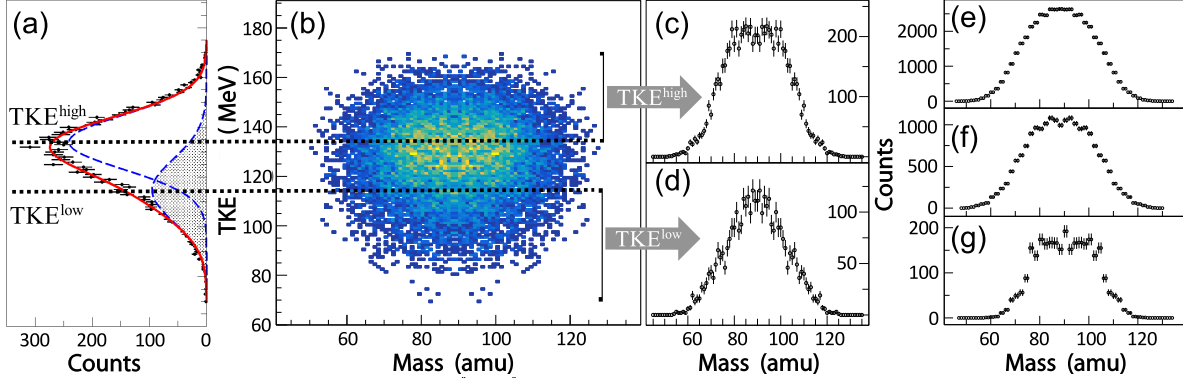 (a)
TKE^high
TKE^low
300 200 100 0
Counts
(b)
180
160
140
120
100
80
60
TKE (MeV)
60 80 100 120
Mass (amu)
(c)
200
100
TKE^high
(d)
100
50
TKE^low
60 80 100 120
Mass (amu)
Counts
(e)
2000
1000
0
(f)
1000
500
0
(g)
200
100
0
60 80 100 120
Mass (amu)